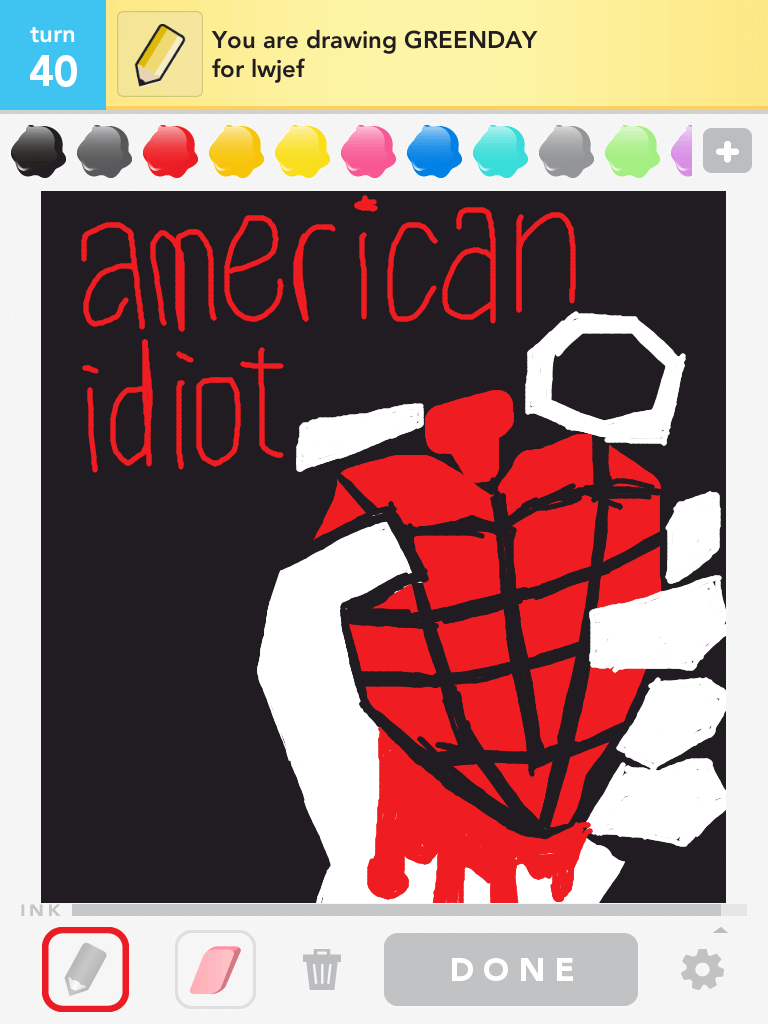 turn
40
You are drawing GREENDAY
for lwjef
american
idiot
INK
DONE